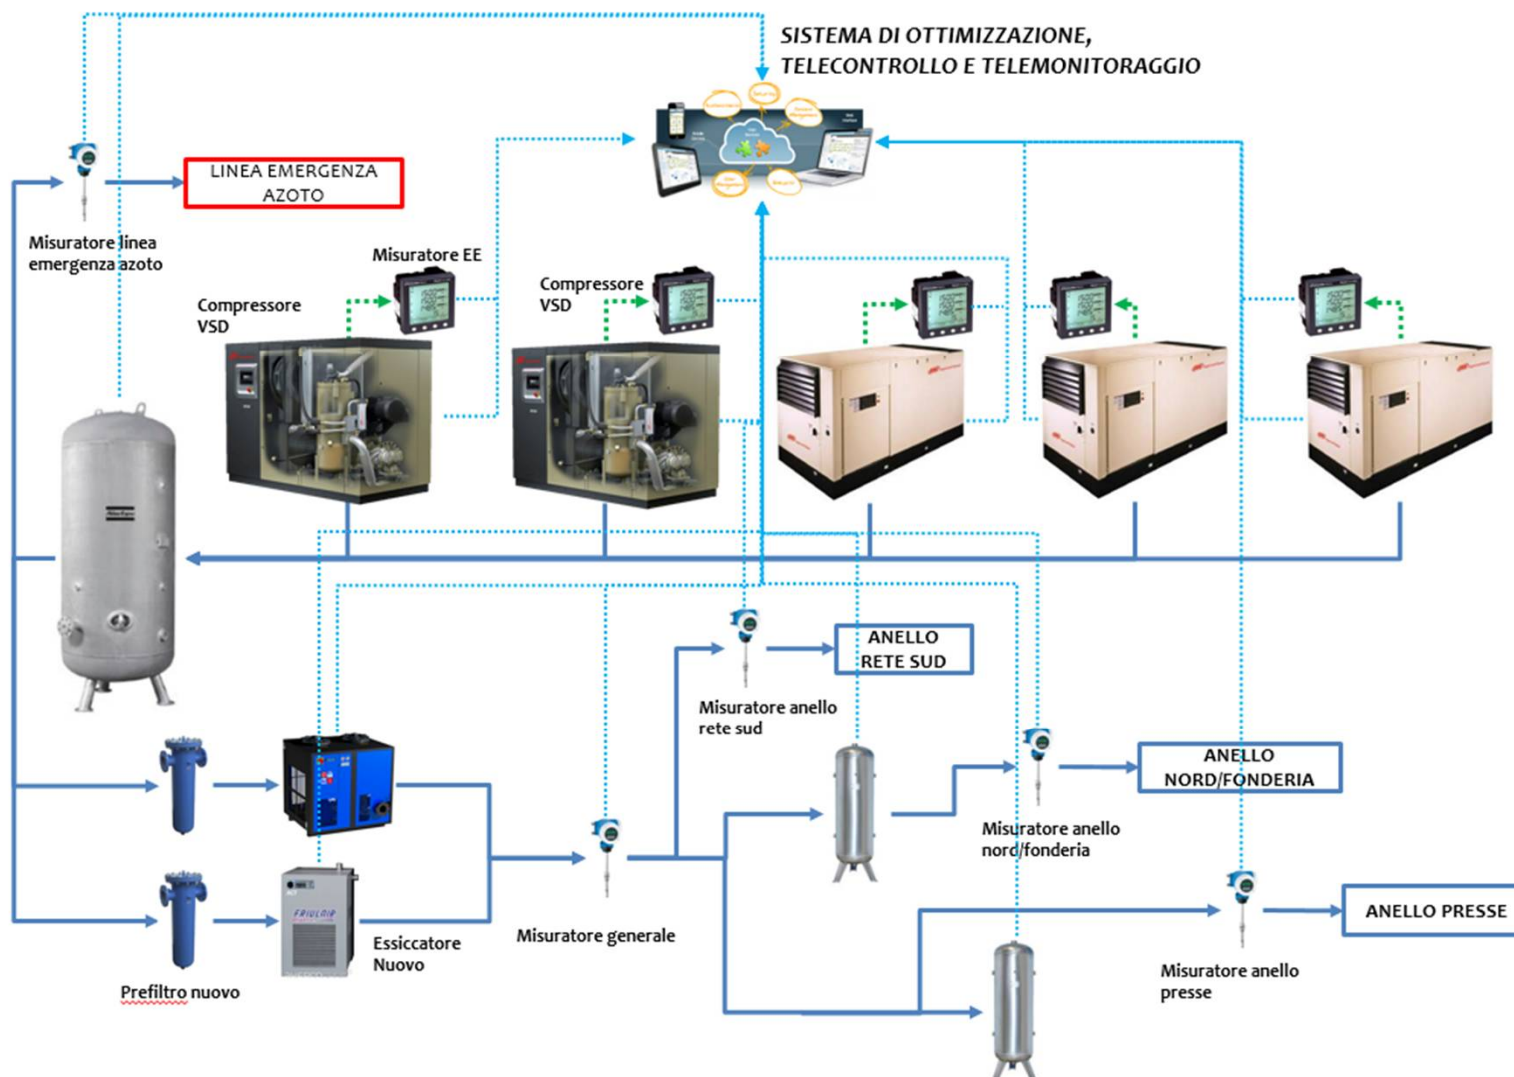 SISTEMA DI OTTIMIZZAZIONE,
TELECONTROLLO E TELEMONITORAGGIO
LINEA EMERGENZA
AZOTO
Misuratore linea
emergenza azoto
Misuratore EE
Compressore
VSD
Compressore
VSD
ANELLO
RETE SUD
Misuratore anello
rete sud
ANELLO
NORD/FONDERIA
Misuratore anello
nord/fonderia
ANELLO PRESSE
Misuratore anello
presse
Misuratore generale
FRIULAIR
Essiccatore
Nuovo
Prefiltro nuovo